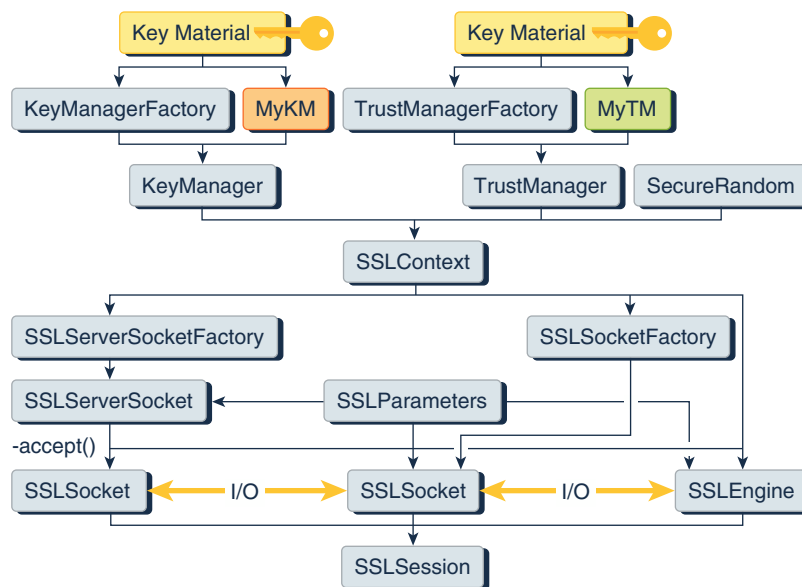 Key Material
Key Material
KeyManagerFactory
MyKM
TrustManagerFactory
MyTM
KeyManager
TrustManager
SecureRandom
SSLContext
SSLServerSocketFactory
SSLSocketFactory
SSLServerSocket
SSLParameters
-accept()
SSLSocket
I/O
SSLSocket
I/O
SSLEngine
SSLSession